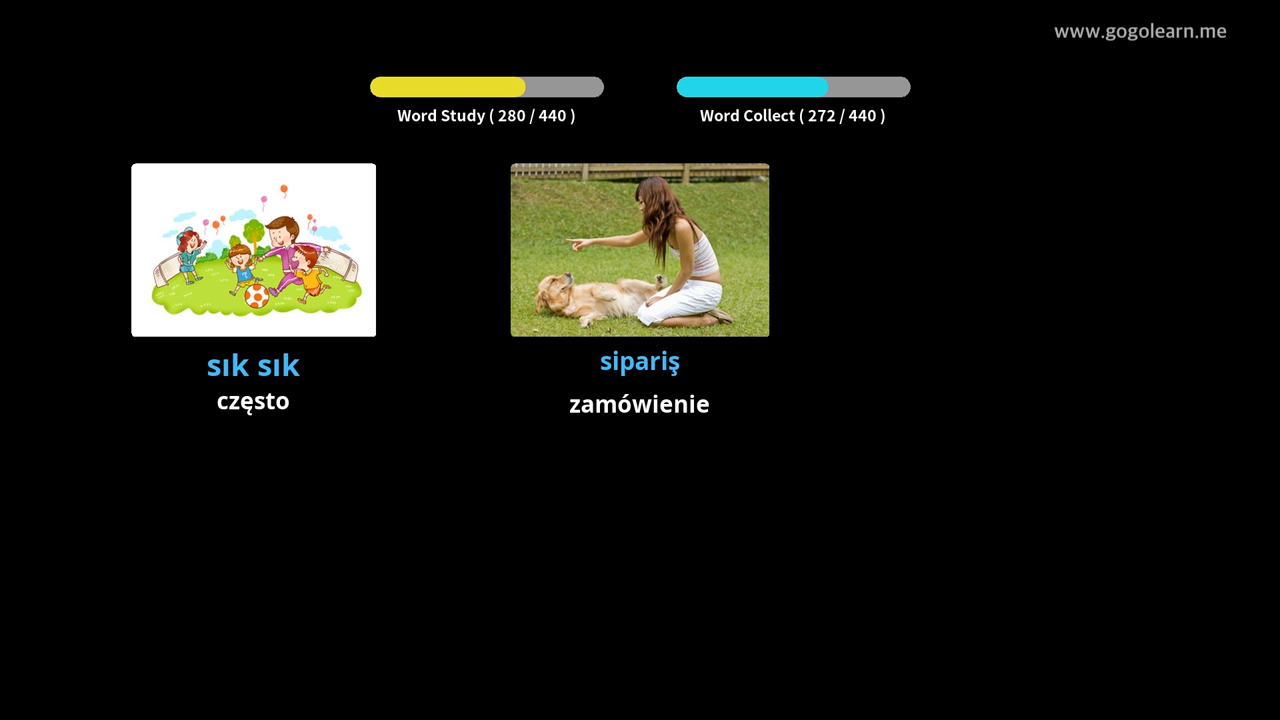 www.gogolearn.me
Word Study ( 280 / 440 )
Word Collect ( 272 / 440 )
sık sık
często
sipariş
zamówienie